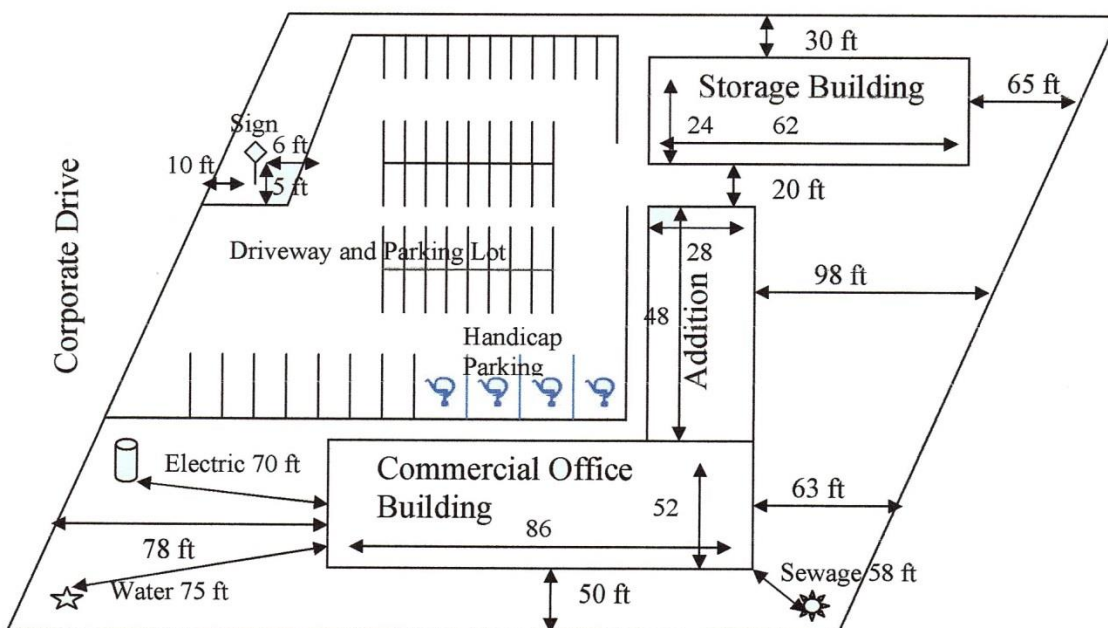 30 ft
Storage Building
65 ft
24
62
Sign
6 ft
10 ft
5 ft
20 ft
Corporate Drive
Driveway and Parking Lot
28
98 ft
48
Addition
Handicap
Parking
Electric 70 ft
Commercial Office
Building
52
63 ft
86
78 ft
Water 75 ft
50 ft
Sewage 58 ft